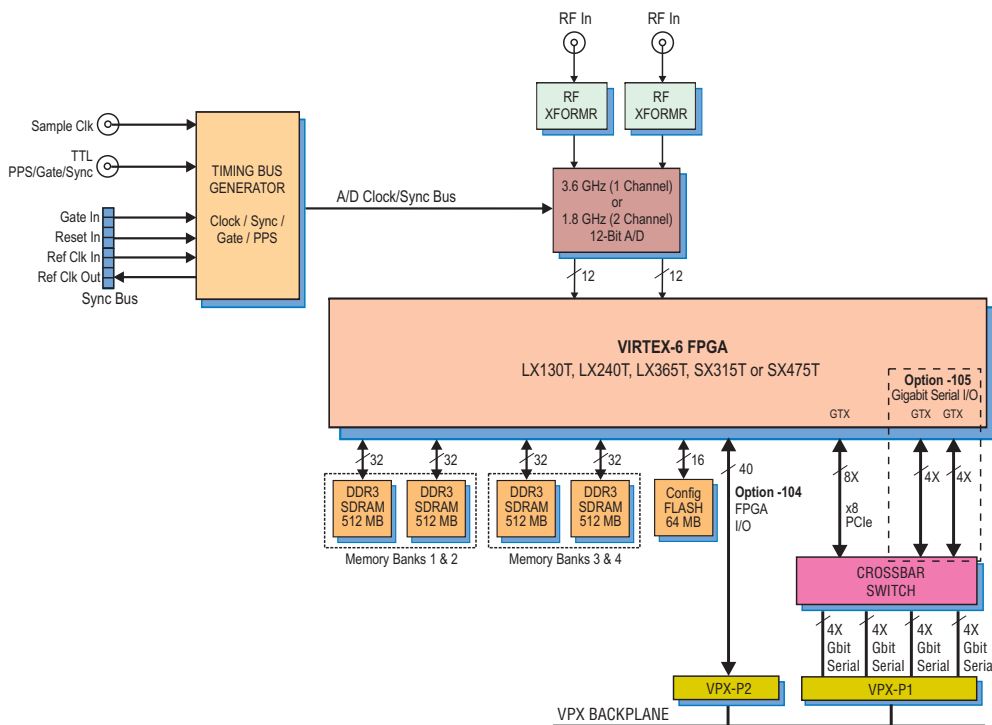 RF In
RF In
RF
XFORMR
RF
XFORMR
Sample Clk
TTL
PPS/Gate/Sync
TIMING BUS
GENERATOR
Clock / Sync /
Gate / PPS
A/D Clock/Sync Bus
3.6 GHz (1 Channel)
or
1.8 GHz (2 Channel)
12-Bit A/D
Gate In
Reset In
Ref Clk In
Ref Clk Out
Sync Bus
12
12
VIRTEX-6 FPGA
LX130T, LX240T, LX365T, SX315T or SX475T
Option -105
Gigabit Serial I/O
GTX
GTX
GTX
32
32
32
32
16
40
8X
4X
4X
DDR3
SDRAM
512 MB
DDR3
SDRAM
512 MB
DDR3
SDRAM
512 MB
DDR3
SDRAM
512 MB
Config
FLASH
64 MB
Option -104
FPGA
I/O
x8
PCIe
Memory Banks 1 & 2
Memory Banks 3 & 4
CROSSBAR
SWITCH
4X
Gbit
Serial
4X
Gbit
Serial
4X
Gbit
Serial
4X
Gbit
Serial
VPX-P2
VPX-P1
VPX BACKPLANE